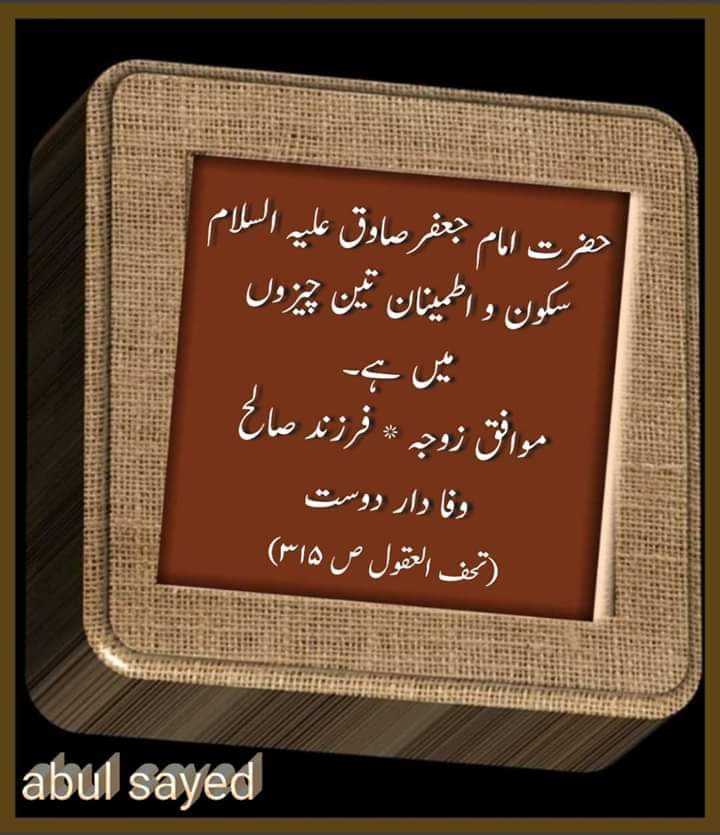 حضرت امام جعفر صادق علیہ السلام
سکون و اطمینان تین چیزوں
میں ہے۔
موافق زوجہ * فرزند صالح
وفا دار دوست
(تحف العقول ص ۳۱۵)
abul sayed